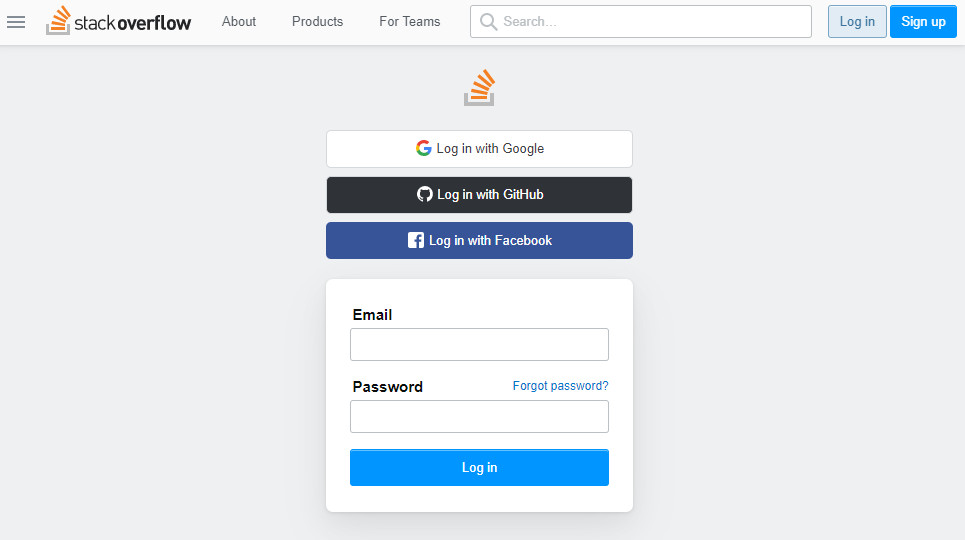 stackoverflow About Products For Teams Search... Log in Sign up
Log in with Google
Log in with GitHub
Log in with Facebook
Email
Password Forgot password?
Log in